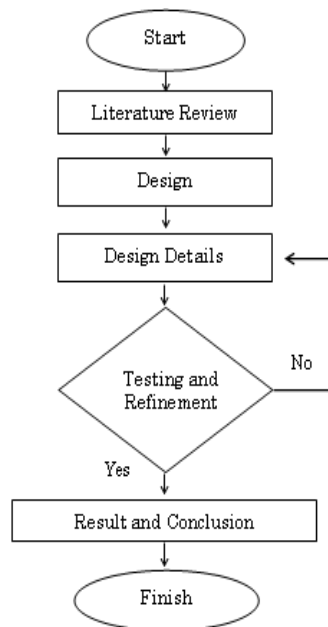 Start
Literature Review
Design
Design Details
Testing and
Refinement
No
Yes
Result and Conclusion
Finish